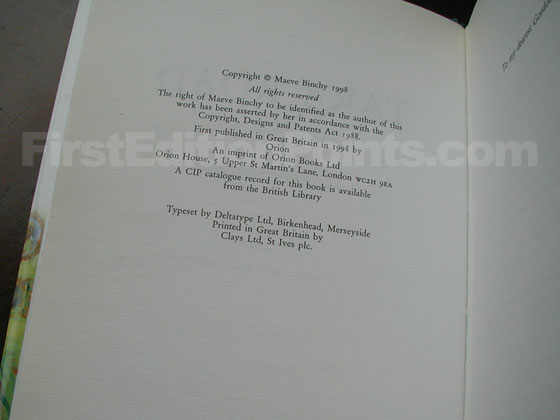 Copyright © Maeve Binchy 1998
All rights reserved
The right of Maeve Binchy to be identified as the author of this
work has been asserted by her in accordance with the
Copyright, Designs and Patents Act 1988.
First published in Great Britain in 1998 by
Orion
An imprint of Orion Books Ltd
Orion House, 5 Upper St Martin's Lane, London WC2H 9EA
A CIP catalogue record for this book is available
from the British Library
Typeset by Deltatype Ltd, Birkenhead, Merseyside
Printed in Great Britain by
Clays Ltd, St Ives plc.
To my dearest Gordon
FirstEditionPoints.com